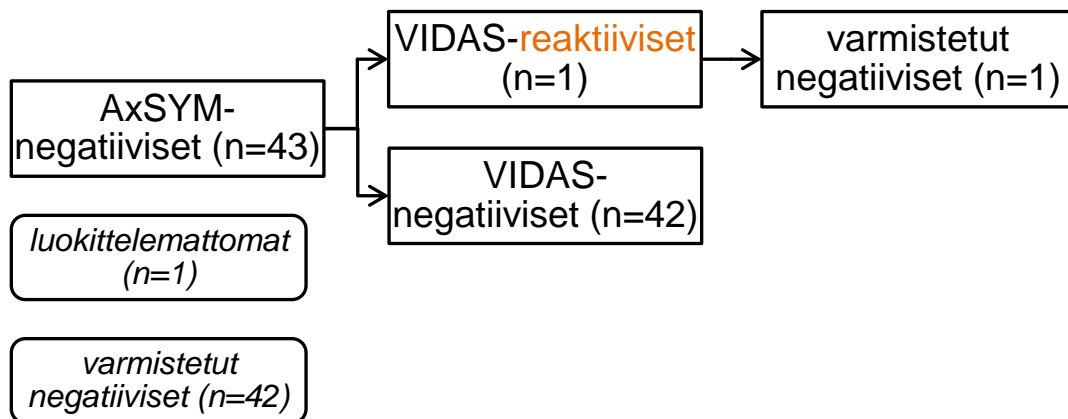 AxSYM-
negatiiviset (n=43)
VIDAS-reaktiiviset
(n=1)
varmistetut
negatiiviset (n=1)
VIDAS-
negatiiviset (n=42)
luokittelemattomat
(n=1)
varmistetut
negatiiviset (n=42)